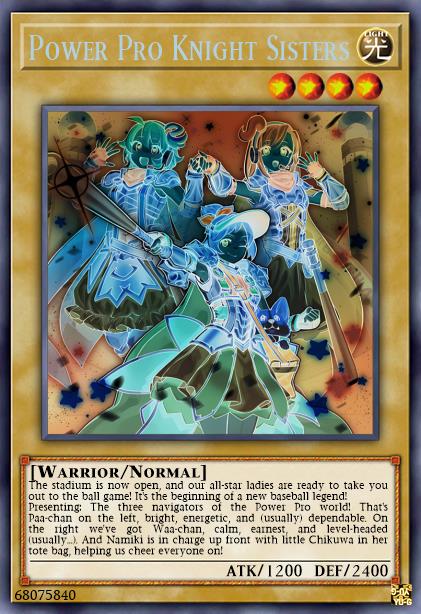 Power Pro Knight Sisters
LIGHT
光
[Warrior/Normal]
The stadium is now open, and our all-star ladies are ready to take you
out to the ball game! It's the beginning of a new baseball legend!
Presenting: The three navigators of the Power Pro world! That's
Paa-chan on the left, bright, energetic, and (usually) dependable. On
the right we've got Waa-chan, calm, earnest, and level-headed
(usually...). And Namiki is in charge up front with little Chikuwa in her
tote bag, helping us cheer everyone on!
ATK/1200 DEF/2400
68075840